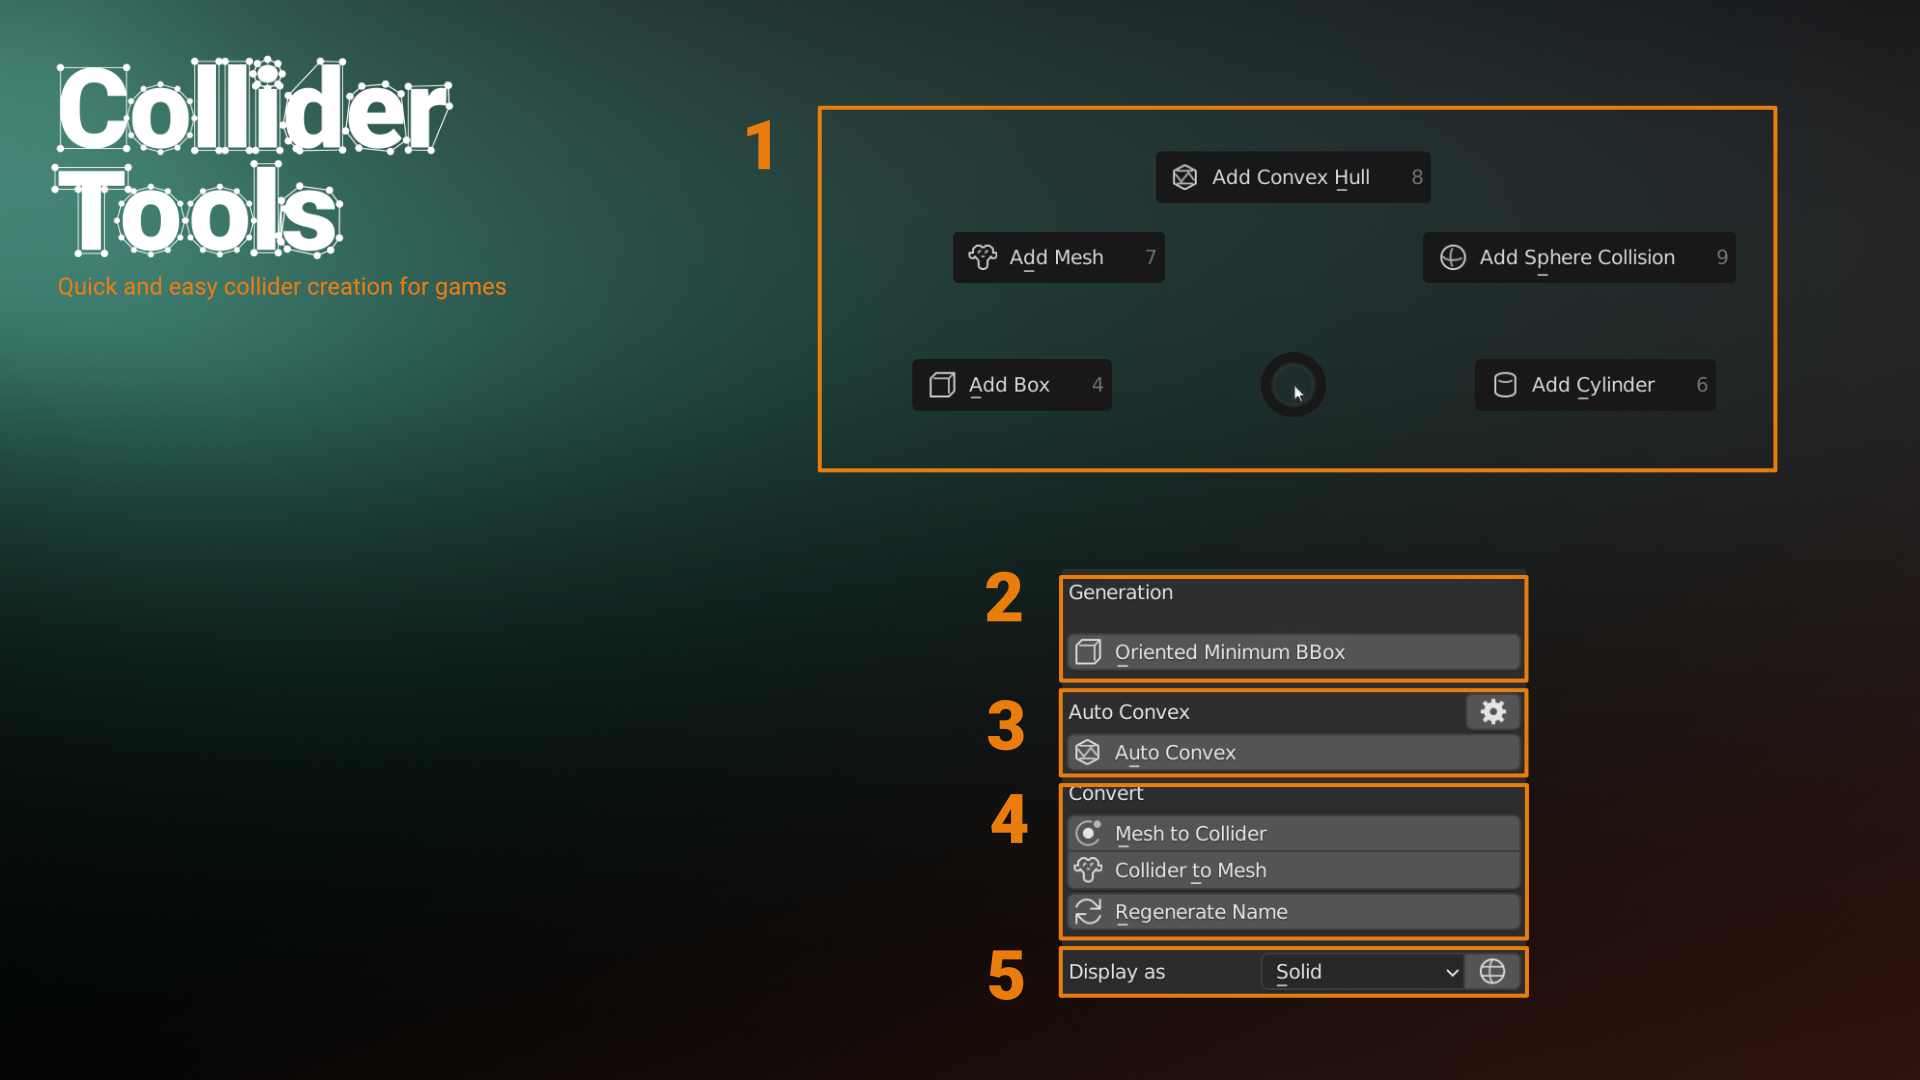 Collider
Tools
Quick and easy collider creation for games
1
Add Convex Hull 8
Add Mesh 7
Add Sphere Collision 9
Add Box 4
Add Cylinder 6
2
Generation
Oriented Minimum BBox
3
Auto Convex
Auto Convex
4
Convert
Mesh to Collider
Collider to Mesh
Regenerate Name
5
Display as Solid